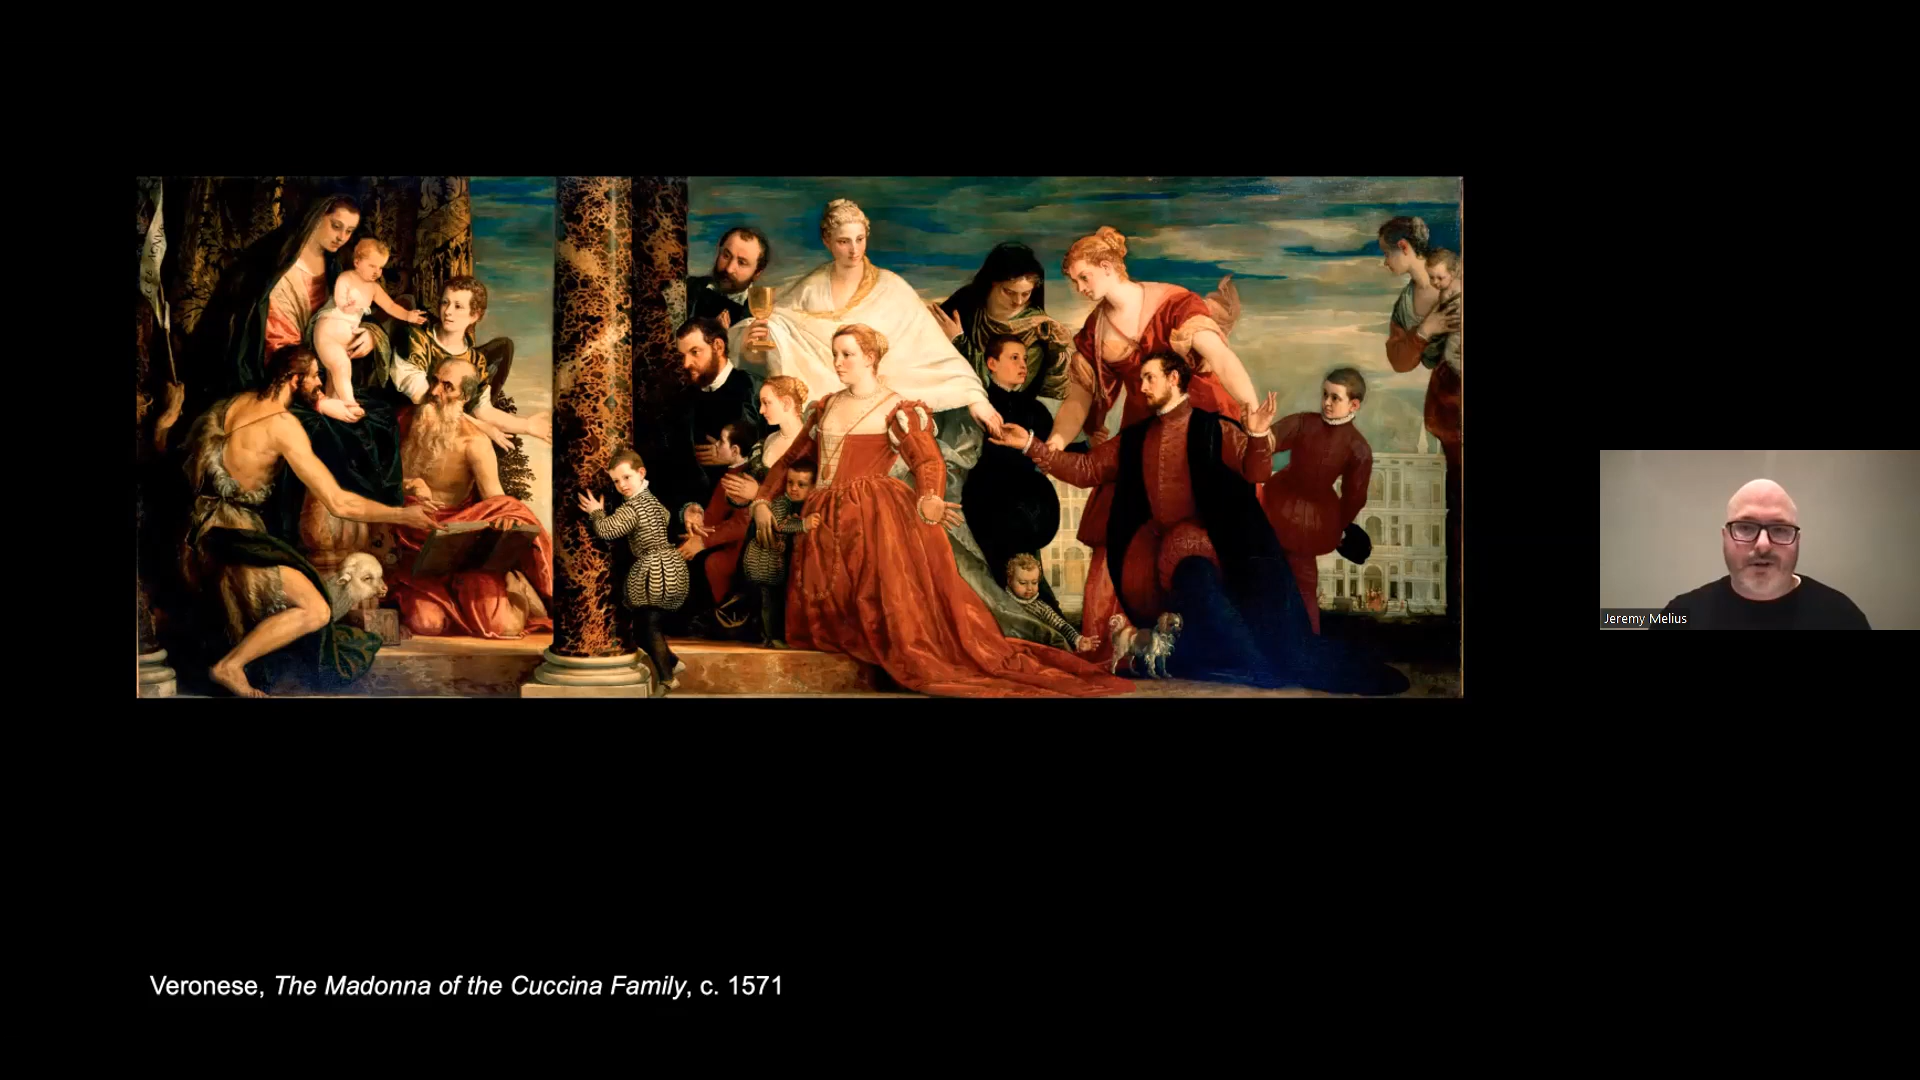 Jeremy Melius
Veronese, The Madonna of the Cuccina Family, c. 1571